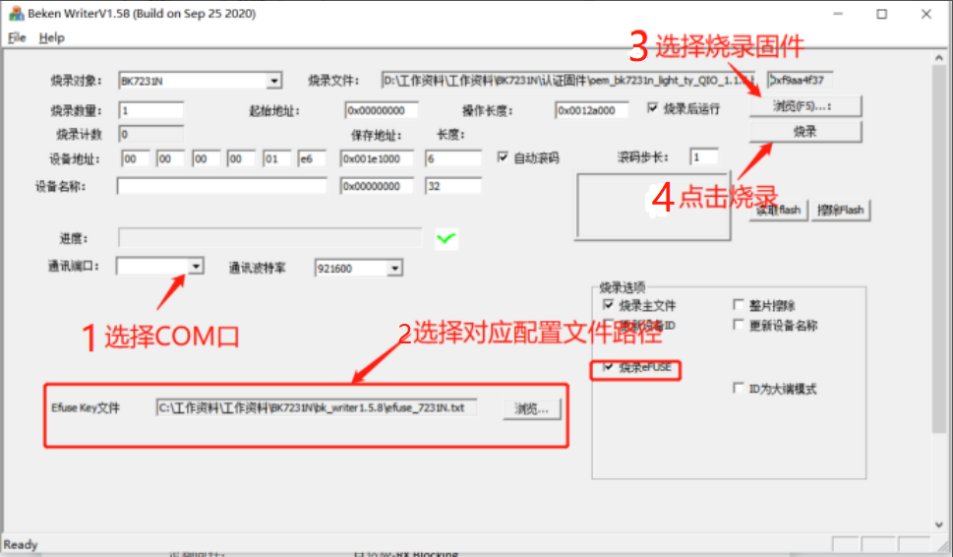 Beken WriterV1.58 (Build on Sep 25 2020)
File Help
3 选择烧录固件
烧录对象: BK7231N 烧录文件: D:\工作资料\工作资料\BK7231N\认证固件\oem_bk7231n_light_ty_QIO_1.1. 0xf9aa4f37
烧录数量: 1 起始地址: 0x00000000 操作长度: 0x0012a000 烧录后运行 浏览(F5)...:
烧录计数 0 保存地址: 长度: 烧录
设备地址: 00 00 00 00 01 e6 0x001e1000 6 自动滚码 滚码步长: 1
设备名称: 0x00000000 32
4 点击烧录
读取flash 擦除Flash
进度:
通讯端口: 通讯波特率 921600
烧录选项
烧录主文件 整片擦除
更新设备ID 更新设备名称
1 选择COM口
2选择对应配置文件路径
烧录eFUSE
ID为大端模式
Efuse Key文件 C:\工作资料\工作资料\BK7231N\bk_writer1.5.8\efuse_7231N.txt 浏览...
Ready